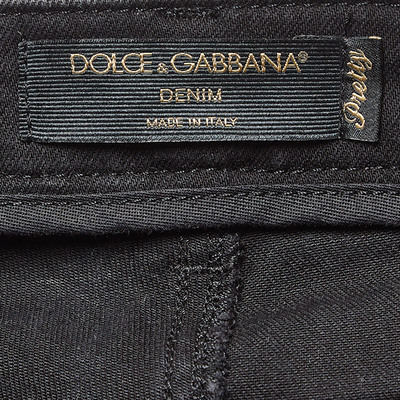 DOLCE & GABBANA®
DENIM
MADE IN ITALY
Pretty